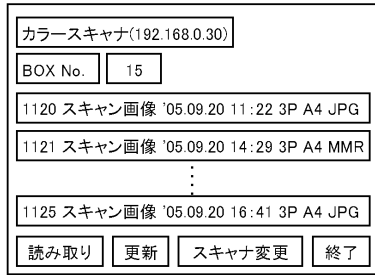 カラースキャナ(192.168.0.30)
BOX No. 15
1120 スキャン画像 '05.09.20 11:22 3P A4 JPG
1121 スキャン画像 '05.09.20 14:29 3P A4 MMR
⋮
1125 スキャン画像 '05.09.20 16:41 3P A4 JPG
読み取り 更新 スキャナ変更 終了